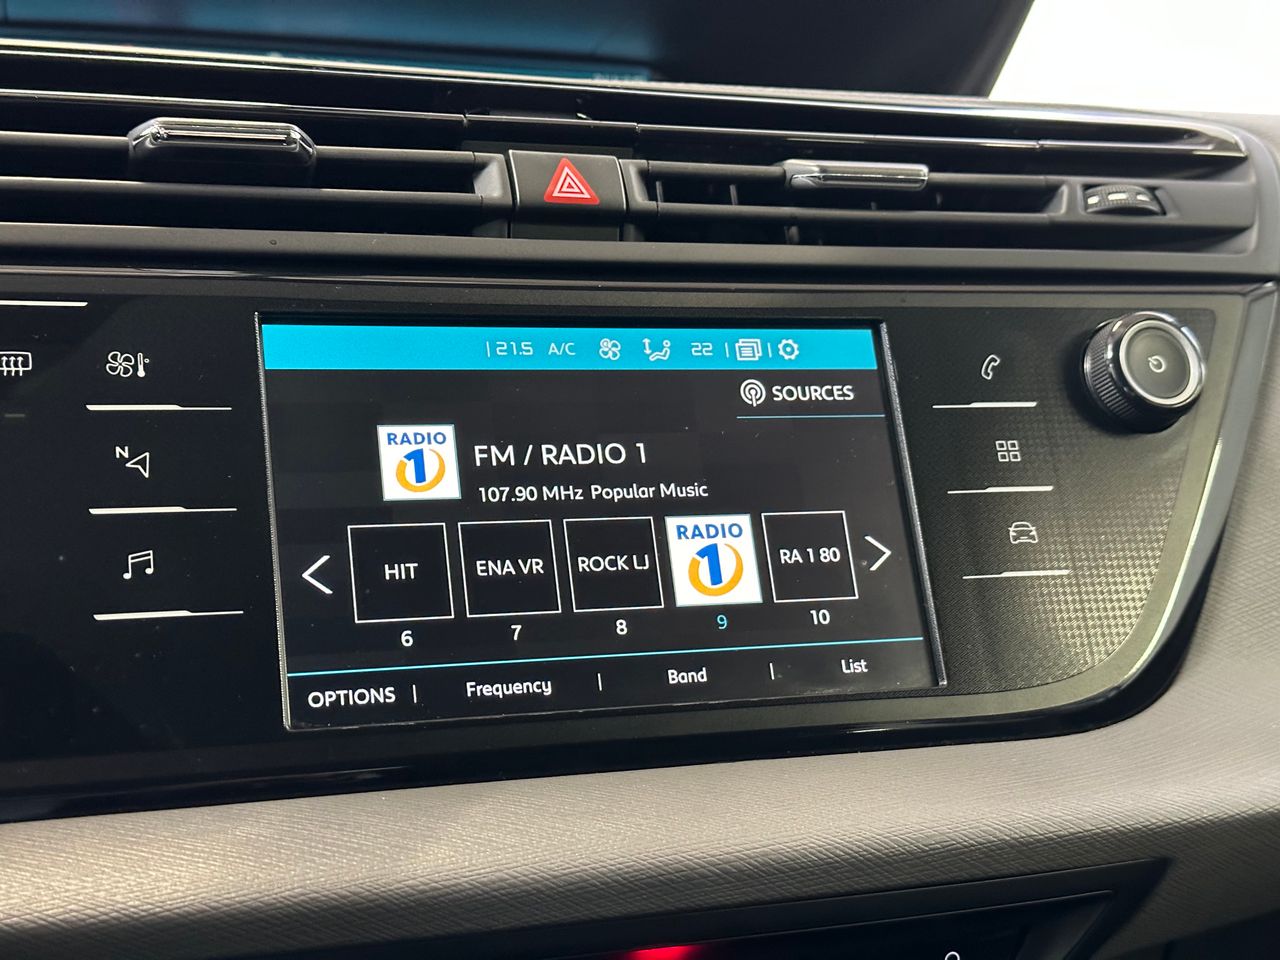 21.5 A/C 22
SOURCES
RADIO
1
FM / RADIO 1
107.90 MHz Popular Music
N
HIT
ENA VR
ROCK LJ
RADIO
1
RA 1 80
6 7 8 9 10
OPTIONS | Frequency | Band | List